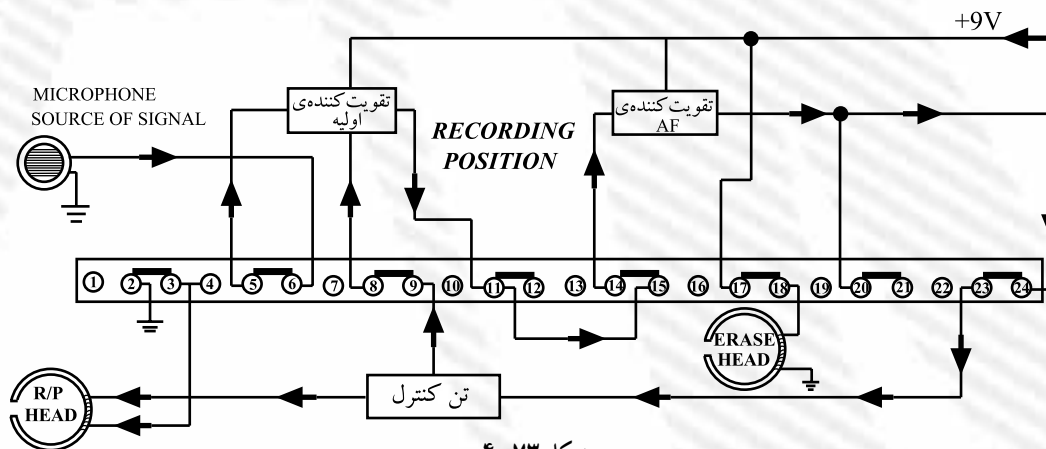 +9V
MICROPHONE
SOURCE OF SIGNAL
تقویت‌کننده‌ی
اولیه
RECORDING
POSITION
تقویت‌کننده‌ی
AF
1 2 3 4 5 6 7 8 9 10 11 12 13 14 15 16 17 18 19 20 21 22 23 24
ERASE
HEAD
R/P
HEAD
تن کنترل